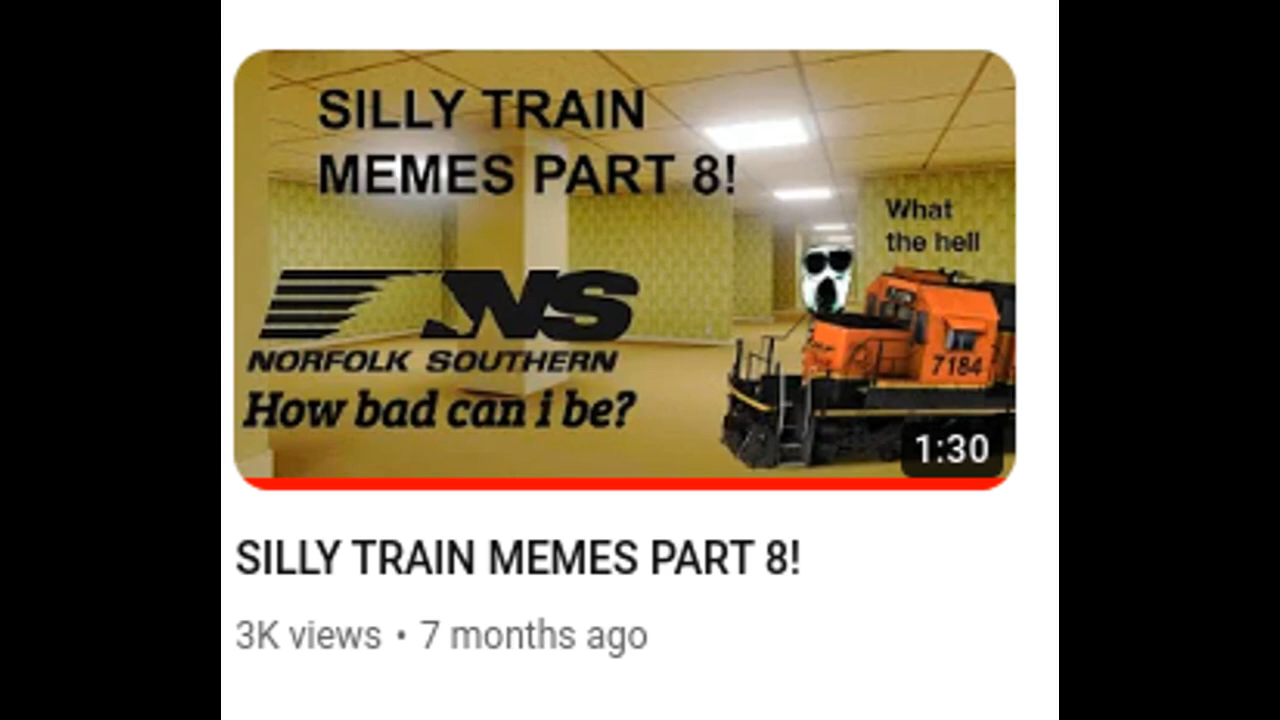 SILLY TRAIN
MEMES PART 8!
What
the hell
NS
NORFOLK SOUTHERN
How bad can i be?
7184
1:30
SILLY TRAIN MEMES PART 8!
3K views • 7 months ago